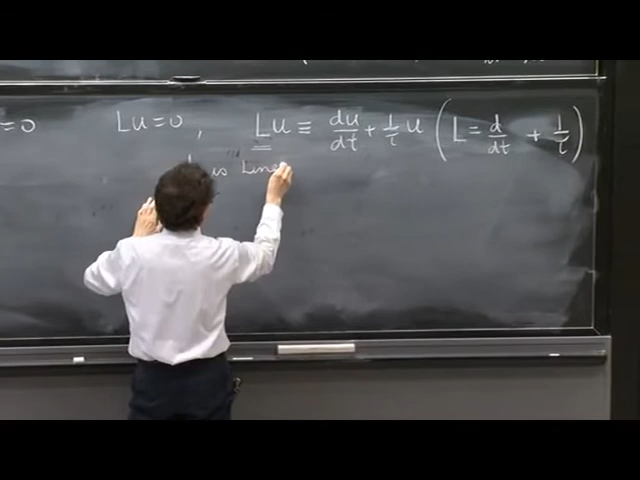 =0 Lu=0 , Lu ≡ du/dt + 1/τ u ( L = d/dt + 1/τ )
is Line